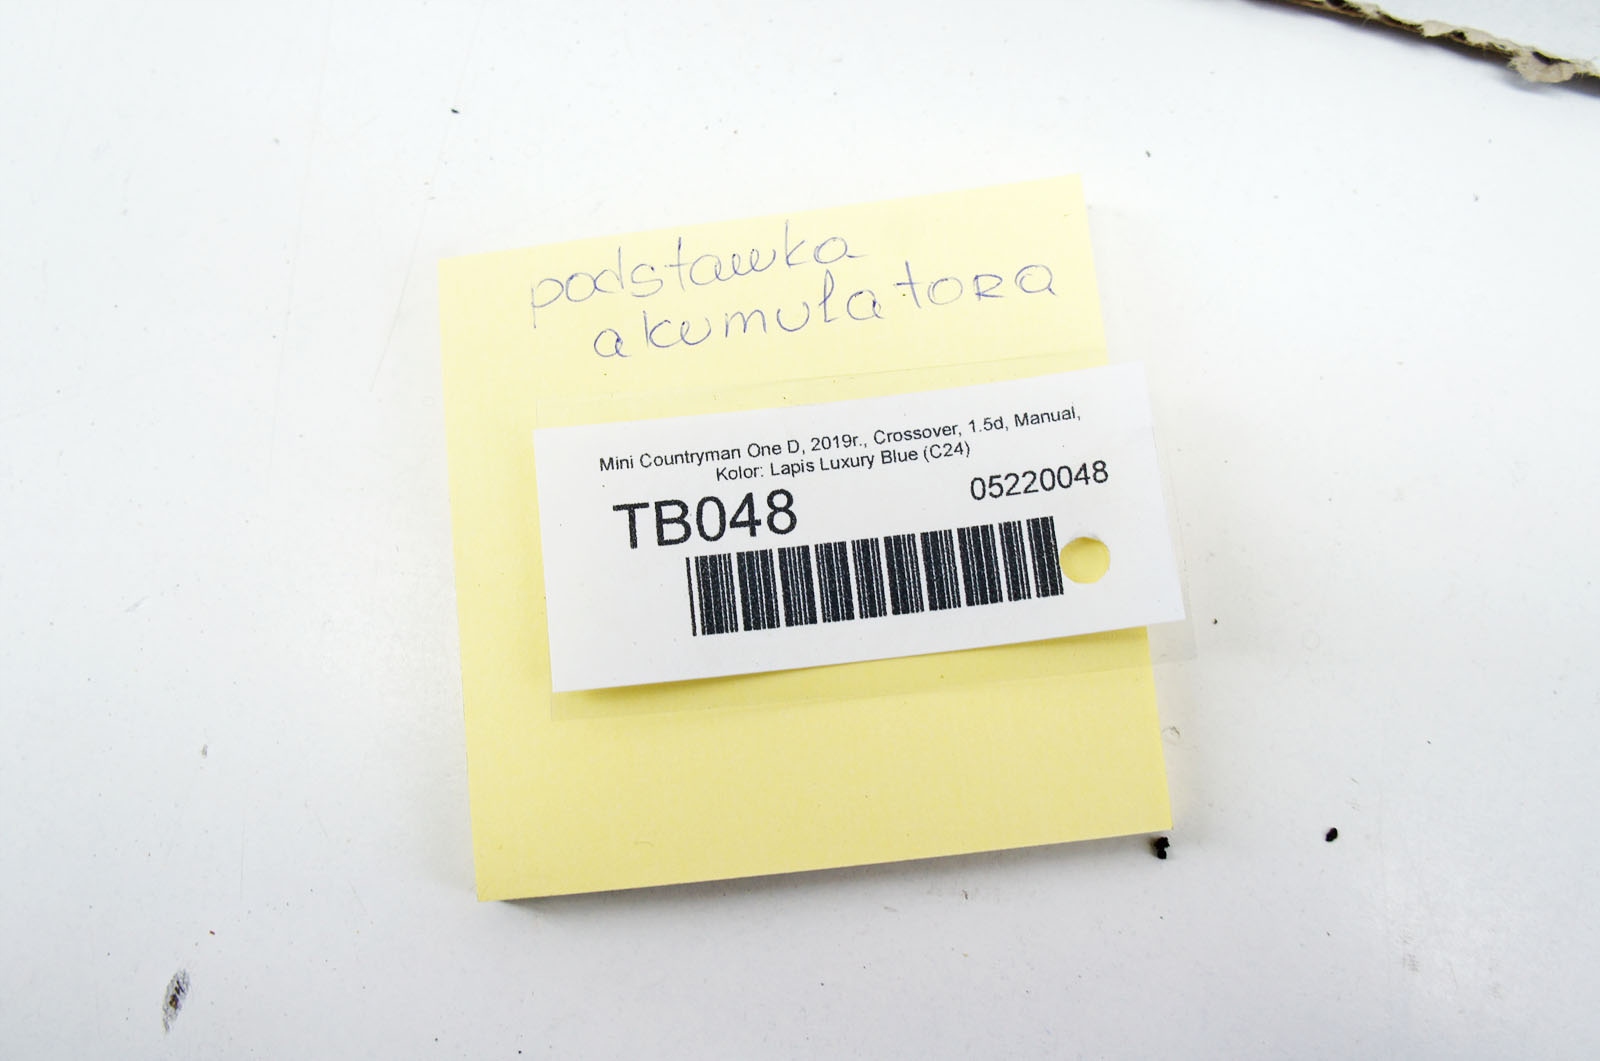 podstawka
akumulatora
Mini Countryman One D, 2019r., Crossover, 1.5d, Manual,
Kolor: Lapis Luxury Blue (C24)
TB048
05220048